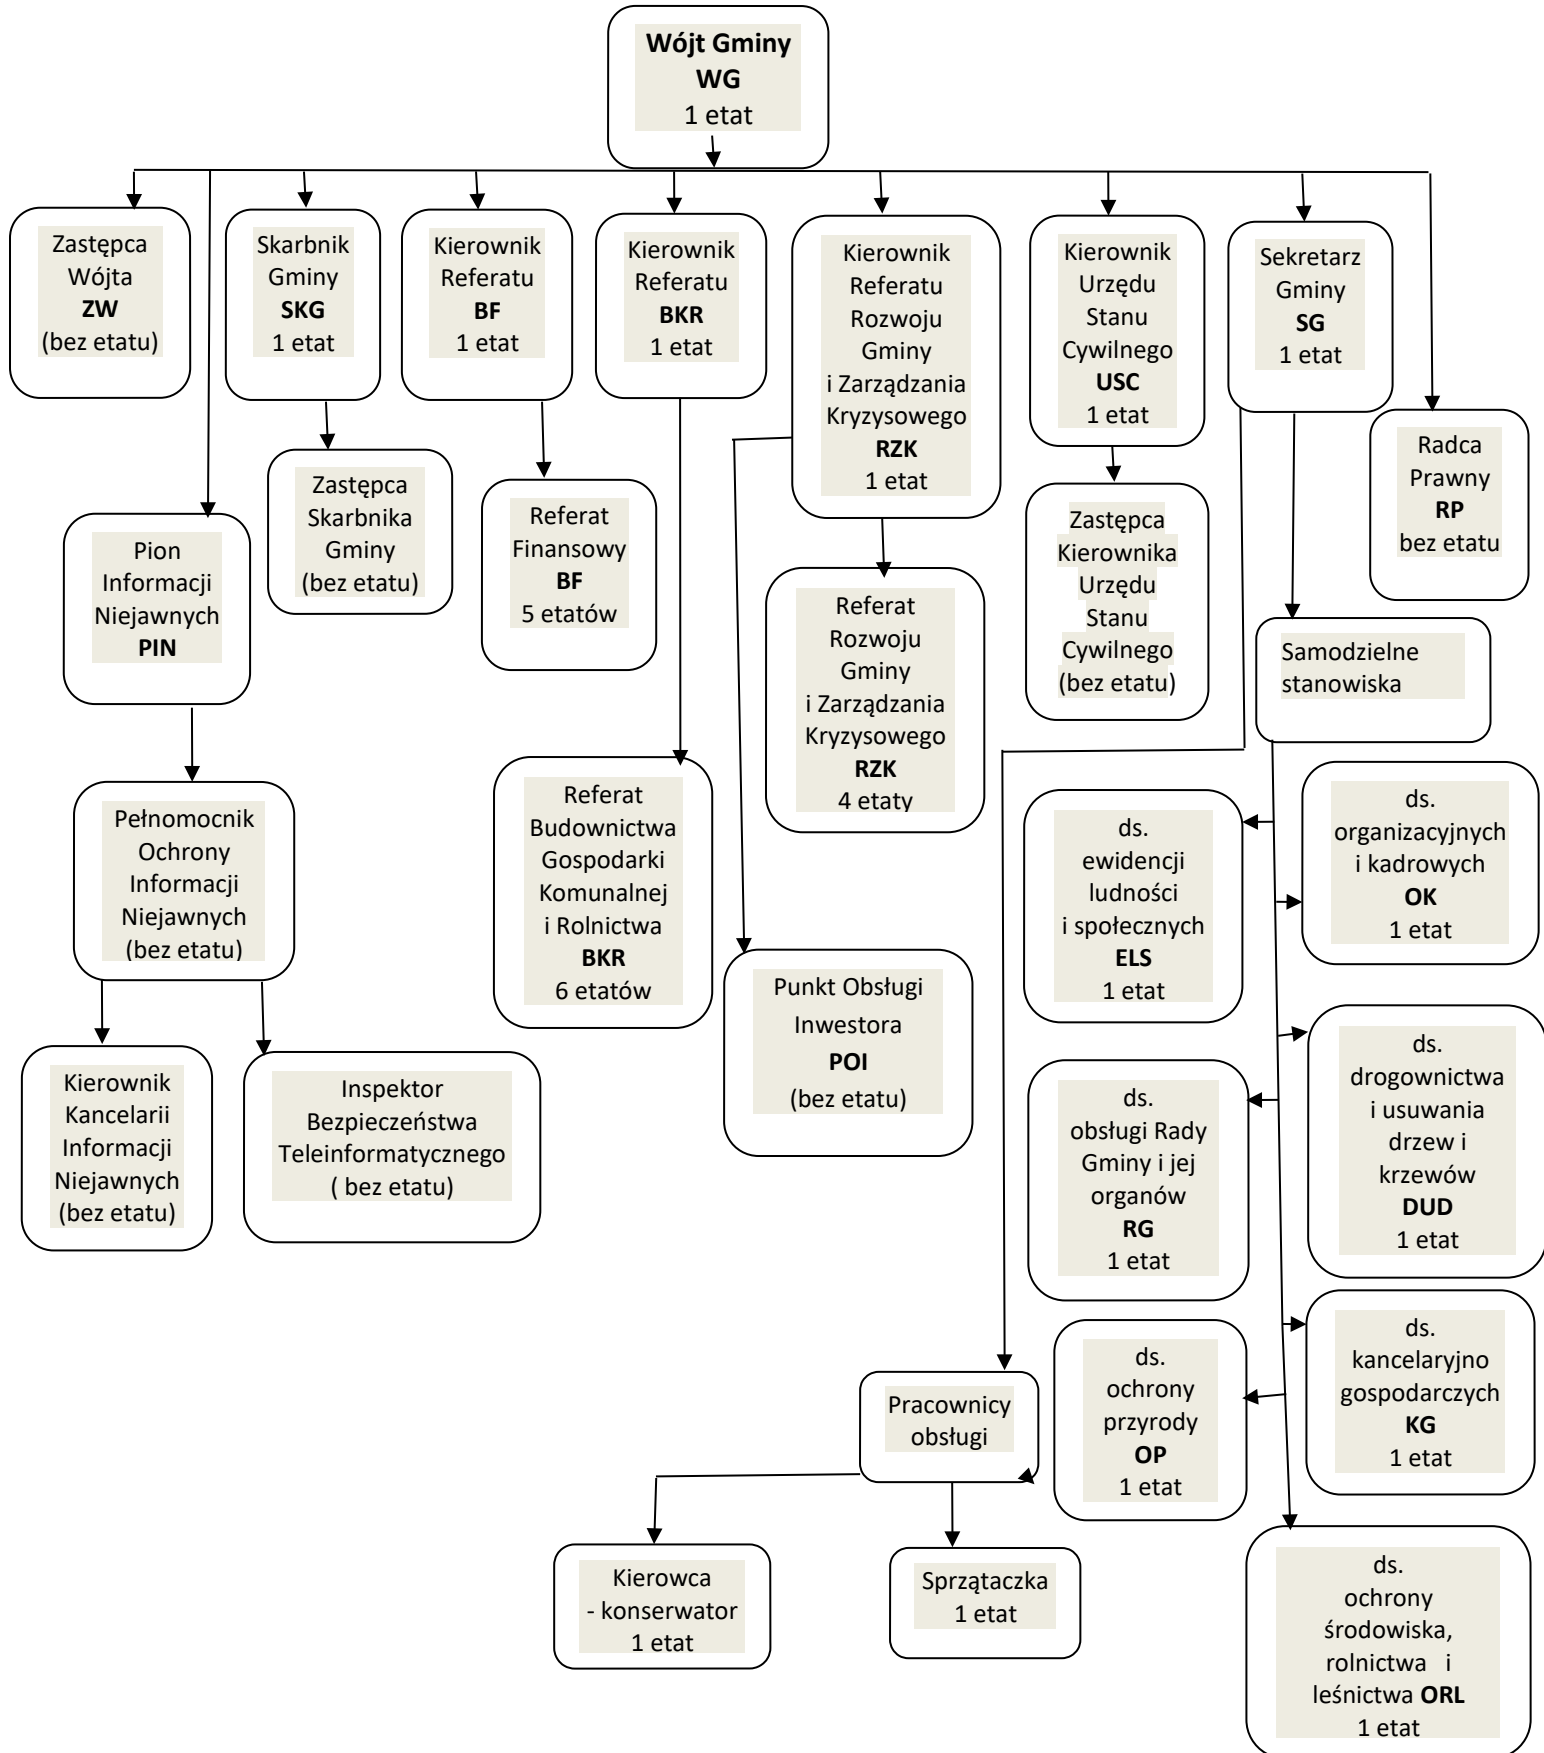 Wójt Gminy
WG
1 etat
Zastępca
Wójta
ZW
(bez etatu)
Skarbnik
Gminy
SKG
1 etat
Kierownik
Referatu
BF
1 etat
Kierownik
Referatu
BKR
1 etat
Kierownik
Referatu
Rozwoju
Gminy
i Zarządzania
Kryzysowego
RZK
1 etat
Kierownik
Urzędu
Stanu
Cywilnego
USC
1 etat
Sekretarz
Gminy
SG
1 etat
Radca
Prawny
RP
bez etatu
Pion
Informacji
Niejawnych
PIN
Zastępca
Skarbnika
Gminy
(bez etatu)
Referat
Finansowy
BF
5 etatów
Referat
Rozwoju
Gminy
i Zarządzania
Kryzysowego
RZK
4 etaty
Zastępca
Kierownika
Urzędu
Stanu
Cywilnego
(bez etatu)
Samodzielne
stanowiska
Pełnomocnik
Ochrony
Informacji
Niejawnych
(bez etatu)
Referat
Budownictwa
Gospodarki
Komunalnej
i Rolnictwa
BKR
6 etatów
Punkt Obsługi
Inwestora
POI
(bez etatu)
ds.
ewidencji
ludności
i społecznych
ELS
1 etat
ds.
organizacyjnych
i kadrowych
OK
1 etat
Kierownik
Kancelarii
Informacji
Niejawnych
(bez etatu)
Inspektor
Bezpieczeństwa
Teleinformatycznego
( bez etatu)
ds.
obsługi Rady
Gminy i jej
organów
RG
1 etat
ds.
drogownictwa
i usuwania
drzew i
krzewów
DUD
1 etat
Pracownicy
obsługi
ds.
ochrony
przyrody
OP
1 etat
ds.
kancelaryjno
gospodarczych
KG
1 etat
Kierowca
- konserwator
1 etat
Sprzątaczka
1 etat
ds.
ochrony
środowiska,
rolnictwa i
leśnictwa ORL
1 etat